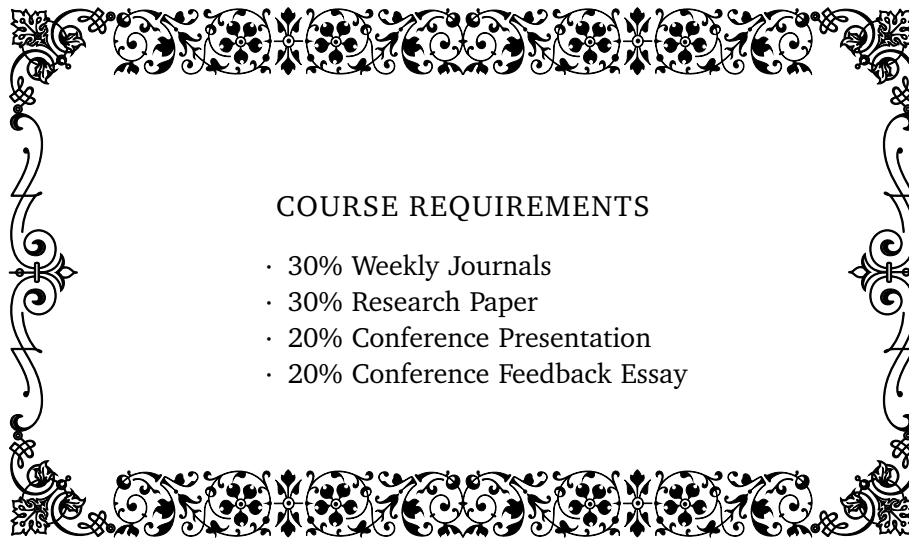 COURSE REQUIREMENTS
· 30% Weekly Journals
· 30% Research Paper
· 20% Conference Presentation
· 20% Conference Feedback Essay